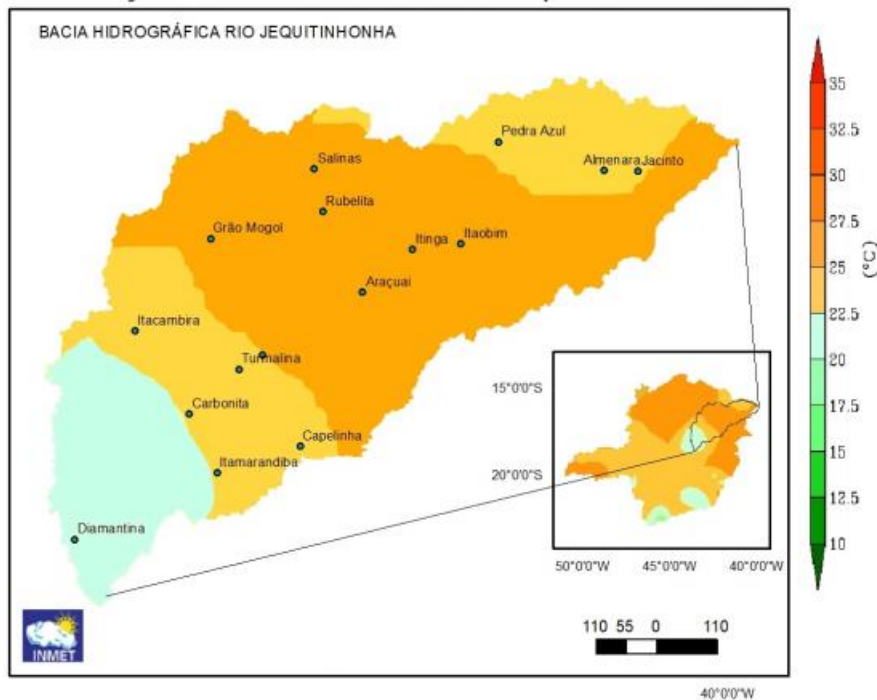 BACIA HIDROGRÁFICA RIO JEQUITINHONHA
Pedra Azul
Salinas
Almenara
Jacinto
Rubelita
Grão Mogol
Itinga
Itaobim
Araçuai
Itacambira
Turmalina
Carbonita
Capelinha
Itamarandiba
Diamantina
INMET
15°0'0"S
20°0'0"S
50°0'0"W
45°0'0"W
40°0'0"W
110 55 0 110
40°0'0"W
35
32.5
30
27.5
25
22.5
20
17.5
15
12.5
10
(°C)